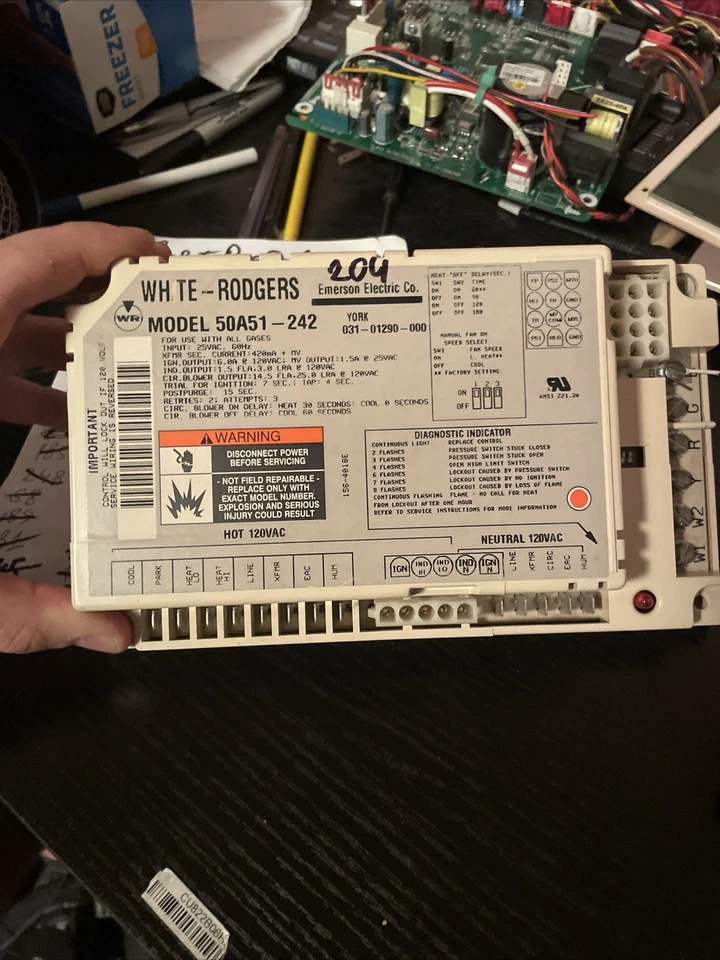 FREEZER
204
WHITE-RODGERS
Emerson Electric Co.
WR
MODEL 50A51-242
YORK
031-01290-000
FOR USE WITH ALL GASES
INPUT: 25VAC, 60Hz
XFMR SEC. CURRENT:420mA + MV
IGN.OUTPUT:6.0A @ 120VAC; MV OUTPUT:1.5A @ 25VAC
IND.OUTPUT:1.5 FLA,3.0 LRA @ 120VAC
CIR.BLOWER OUTPUT:14.5 FLA,25.0 LRA @ 120VAC
TRIAL FOR IGNITION: 7 SEC.; TAP: 4 SEC.
POSTPURGE: 15 SEC.
RETRIES: 2; ATTEMPTS: 3
CIRC. BLOWER ON DELAY: HEAT 30 SECONDS: COOL 0 SECONDS
CIRC. BLOWER OFF DELAY: COOL 60 SECONDS
HEAT "OFF" DELAY(SEC.)
SW1 SW2 TIME
ON ON 60**
ON OFF 90
OFF ON 120
OFF OFF 180
MANUAL FAN ON
SPEED SELECT
SW3 FAN SPEED
ON L. HEAT**
OFF COOL
** FACTORY SETTING
1 2 3
ON
OFF
ANSI Z21.20
IMPORTANT
CONTROL WILL LOCK OUT IF 120 VOLT
SERVICE WIRING IS REVERSED
WARNING
DISCONNECT POWER
BEFORE SERVICING
- NOT FIELD REPAIRABLE -
REPLACE ONLY WITH
EXACT MODEL NUMBER.
EXPLOSION AND SERIOUS
INJURY COULD RESULT
156-4018E
DIAGNOSTIC INDICATOR
CONTINUOUS LIGHT REPLACE CONTROL
2 FLASHES PRESSURE SWITCH STUCK CLOSED
3 FLASHES PRESSURE SWITCH STUCK OPEN
4 FLASHES OPEN HIGH LIMIT SWITCH
6 FLASHES LOCKOUT CAUSED BY PRESSURE SWITCH
7 FLASHES LOCKOUT CAUSED BY NO IGNITION
8 FLASHES LOCKOUT CAUSED BY LOSS OF FLAME
CONTINUOUS FLASHING FLAME - NO CALL FOR HEAT
FROM LOCKOUT AFTER ONE HOUR
REFER TO SERVICE INSTRUCTIONS FOR MORE INFORMATION
G
R
Y
W2
W1
HOT 120VAC
NEUTRAL 120VAC
COOL
PARK
HEAT LO
HEAT HI
LINE
XFMR
EAC
HUM
IGN
IND HI
IND LO
IND N
IGN N
LINE
XFMR
CIRC
EAC
HUM